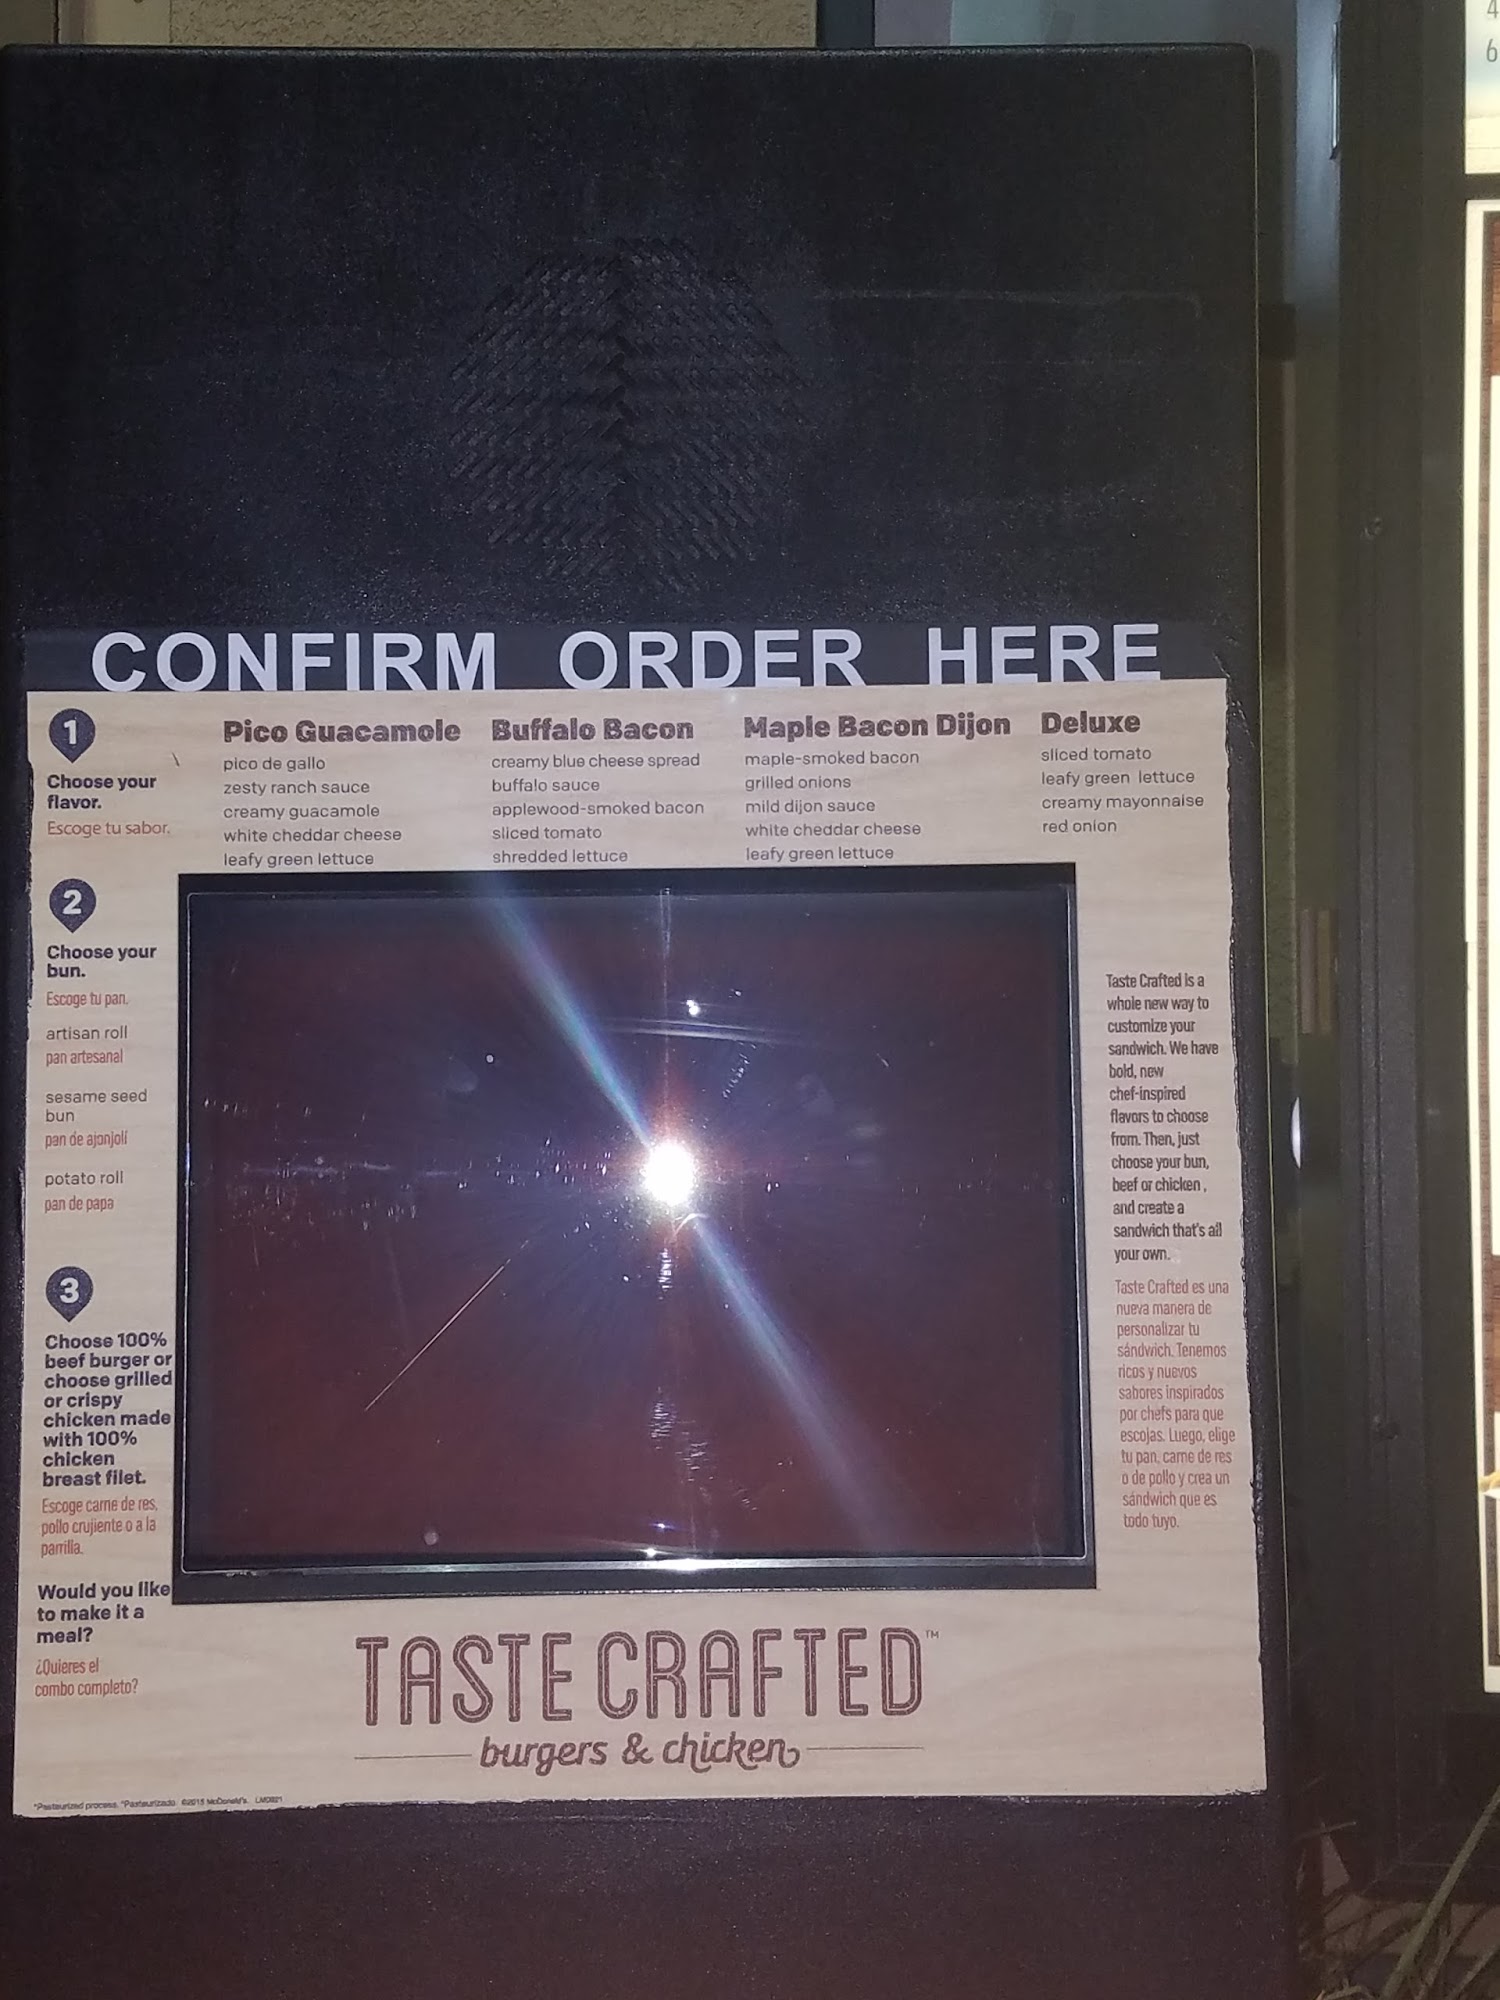 CONFIRM ORDER HERE
1
Choose your
flavor.
Escoge tu sabor.
Pico Guacamole
pico de gallo
zesty ranch sauce
creamy guacamole
white cheddar cheese
leafy green lettuce
Buffalo Bacon
creamy blue cheese spread
buffalo sauce
applewood-smoked bacon
sliced tomato
shredded lettuce
Maple Bacon Dijon
maple-smoked bacon
grilled onions
mild dijon sauce
white cheddar cheese
leafy green lettuce
Deluxe
sliced tomato
leafy green lettuce
creamy mayonnaise
red onion
2
Choose your
bun.
Escoge tu pan.
artisan roll
pan artesanal
sesame seed
bun
pan de ajonjolí
potato roll
pan de papa
3
Choose 100%
beef burger or
choose grilled
or crispy
chicken made
with 100%
chicken
breast filet.
Escoge carne de res,
pollo crujiente o a la
parrilla.
Would you like
to make it a
meal?
¿Quieres el
combo completo?
Taste Crafted is a
whole new way to
customize your
sandwich. We have
bold, new
chef-inspired
flavors to choose
from. Then, just
choose your bun,
beef or chicken ,
and create a
sandwich that's all
your own.
Taste Crafted es una
nueva manera de
personalizar tu
sándwich. Tenemos
ricos y nuevos
sabores inspirados
por chefs para que
escojas. Luego, elige
tu pan, carne de res
o de pollo y crea un
sándwich que es
todo tuyo.
TASTE CRAFTED™
burgers & chicken
*Pasteurized process. *Pasteurizado. ©2015 McDonald's.
4
6